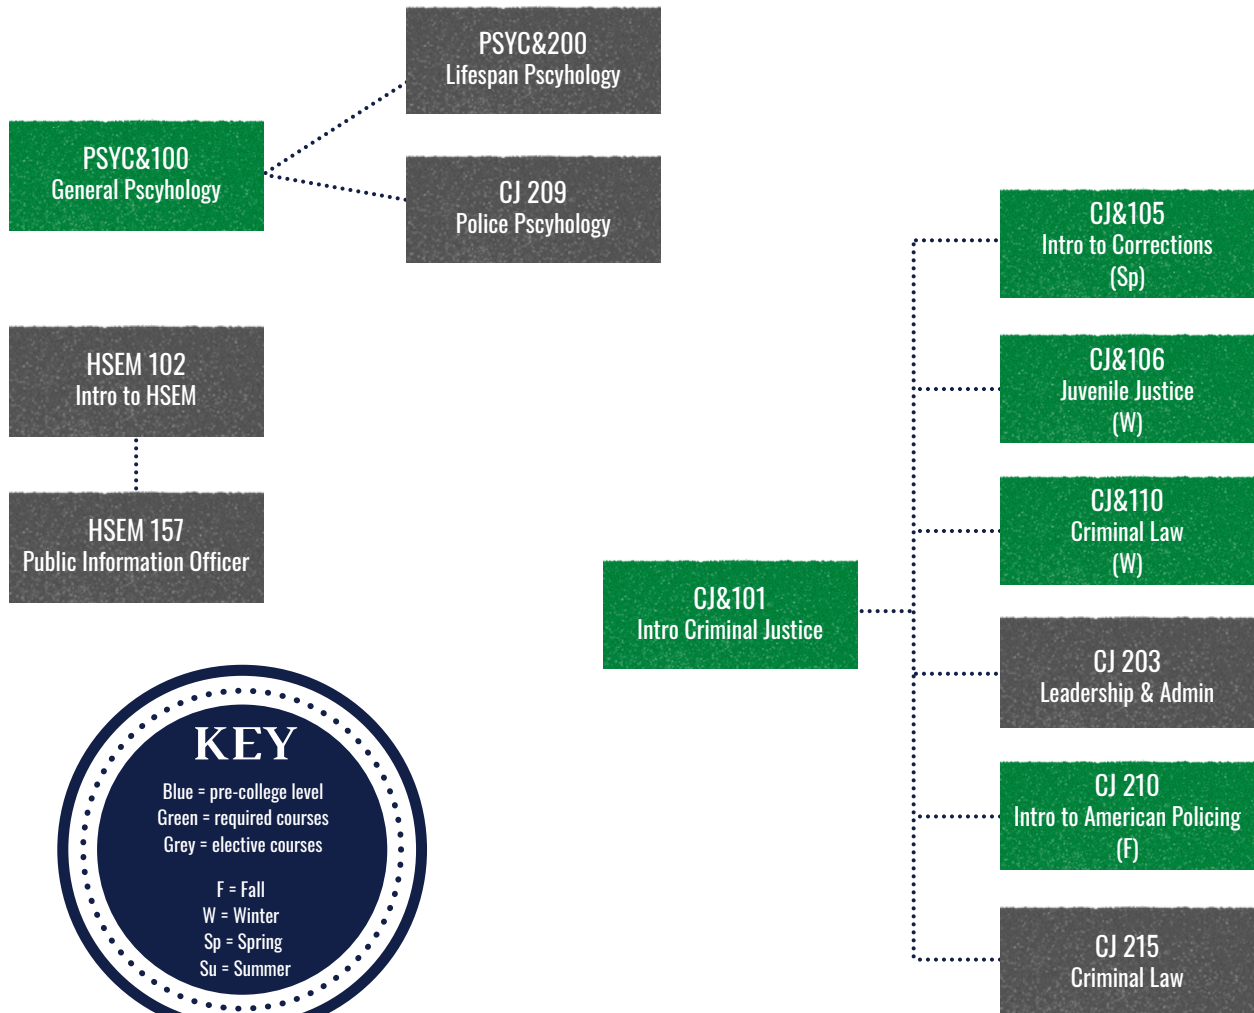 PSYC&200
Lifespan Pscyhology
PSYC&100
General Pscyhology
CJ 209
Police Pscyhology
HSEM 102
Intro to HSEM
HSEM 157
Public Information Officer
CJ&101
Intro Criminal Justice
CJ&105
Intro to Corrections
(Sp)
CJ&106
Juvenile Justice
(W)
CJ&110
Criminal Law
(W)
CJ 203
Leadership & Admin
CJ 210
Intro to American Policing
(F)
CJ 215
Criminal Law
KEY
Blue = pre-college level
Green = required courses
Grey = elective courses
F = Fall
W = Winter
Sp = Spring
Su = Summer